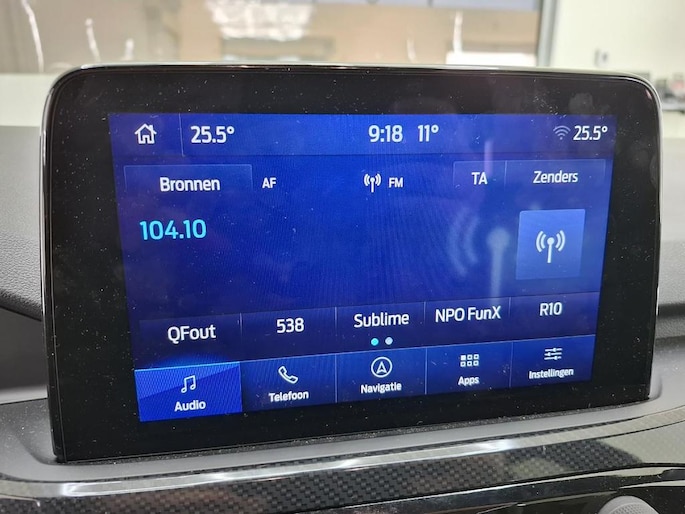 25.5° 9:18 11° 25.5°
Bronnen AF FM TA Zenders
104.10
QFout 538 Sublime NPO FunX R10
Audio Telefoon Navigatie Apps Instellingen